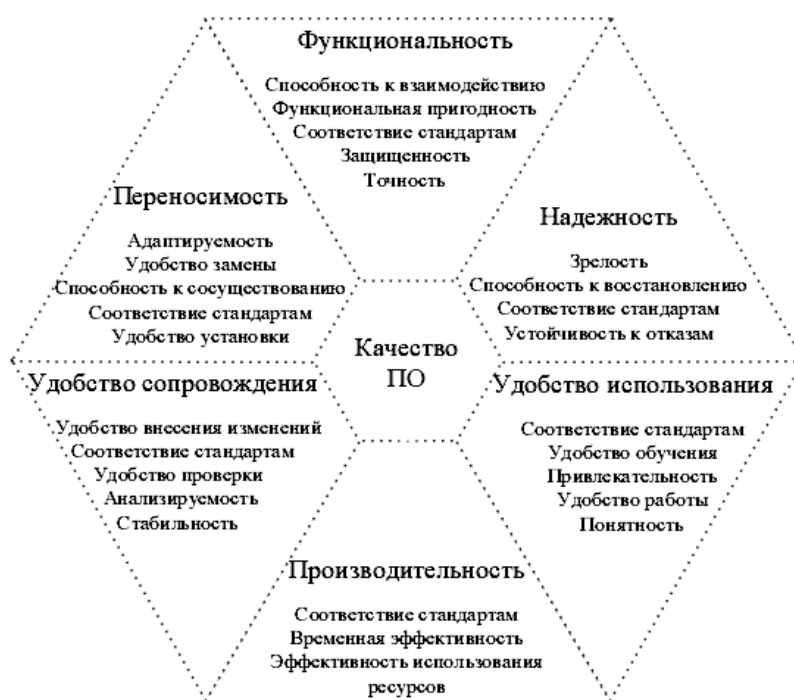 Функциональность
Способность к взаимодействию
Функциональная пригодность
Соответствие стандартам
Защищенность
Точность
Переносимость
Адаптируемость
Удобство замены
Способность к сосуществованию
Соответствие стандартам
Удобство установки
Надежность
Зрелость
Способность к восстановлению
Соответствие стандартам
Устойчивость к отказам
Качество
ПО
Удобство сопровождения
Удобство внесения изменений
Соответствие стандартам
Удобство проверки
Анализируемость
Стабильность
Удобство использования
Соответствие стандартам
Удобство обучения
Привлекательность
Удобство работы
Понятность
Производительность
Соответствие стандартам
Временная эффективность
Эффективность использования
ресурсов